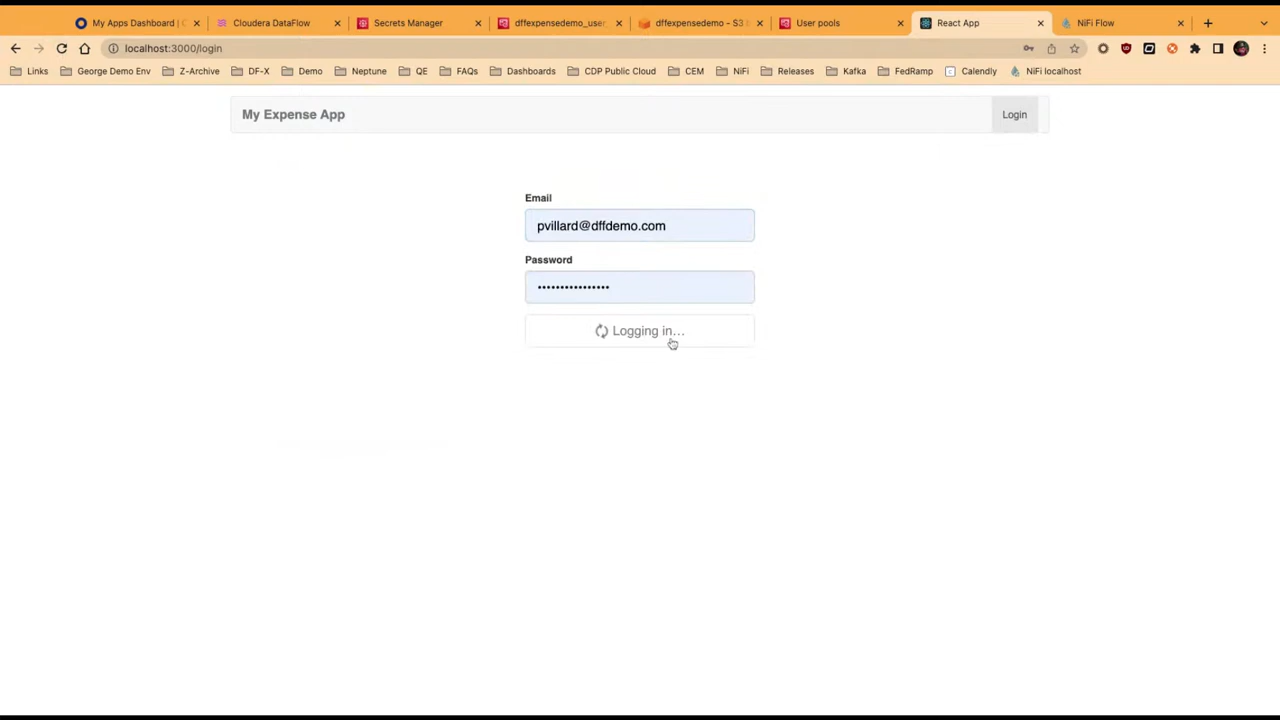 My Apps Dashboard | C
Cloudera DataFlow
Secrets Manager
dffexpensedemo_user
dffexpensedemo - S3
User pools
React App
NiFi Flow
localhost:3000/login
Links
George Demo Env
Z-Archive
DF-X
Demo
Neptune
QE
FAQs
Dashboards
CDP Public Cloud
CEM
NiFi
Releases
Kafka
FedRamp
Calendly
NiFi localhost
My Expense App
Login
Email
pvillard@dffdemo.com
Password
••••••••••••••••
Logging in...